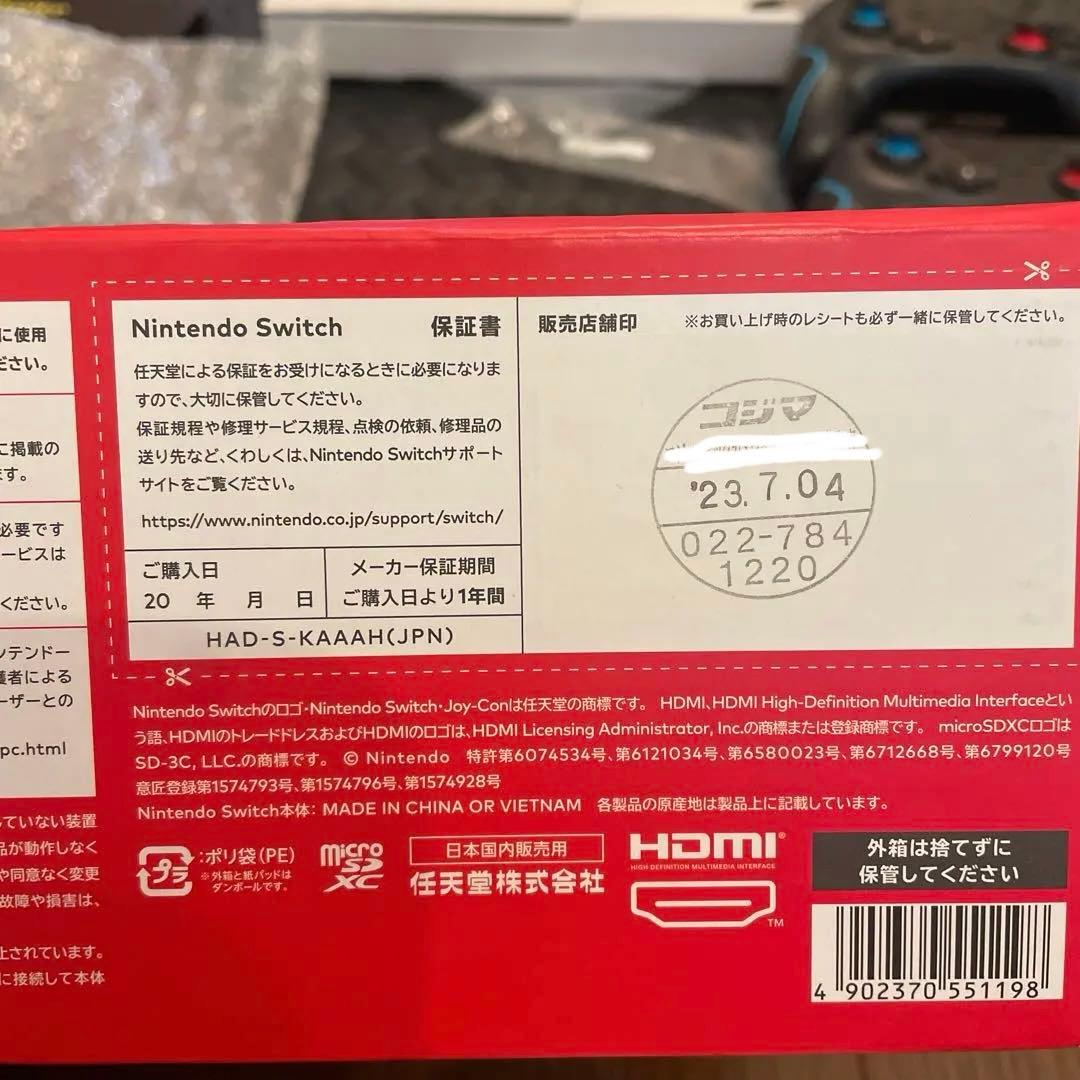 に使用
ださい。
に掲載の
ます。
必要です
ービスは
ください。
ンテンドー
護者による
ーザーとの
pc.html
っていない装置
品が動作しなく
や同意なく変更
故障や損害は、
止されています。
に接続して本体
Nintendo Switch 保証書
任天堂による保証をお受けになるときに必要になりま
すので、大切に保管してください。
保証規程や修理サービス規程、点検の依頼、修理品の
送り先など、くわしくは、Nintendo Switchサポート
サイトをご覧ください。
https://www.nintendo.co.jp/support/switch/
ご購入日
20 年 月 日
メーカー保証期間
ご購入日より1年間
HAD-S-KAAAH(JPN)
販売店舗印 ※お買い上げ時のレシートも必ず一緒に保管してください。
コジマ
'23.7.04
022-784
1220
Nintendo Switchのロゴ・Nintendo Switch・Joy-Conは任天堂の商標です。 HDMI、HDMI High-Definition Multimedia Interfaceとい
う語、HDMIのトレードドレスおよびHDMIのロゴは、HDMI Licensing Administrator, Inc.の商標または登録商標です。 microSDXCロゴは
SD-3C, LLC.の商標です。 © Nintendo 特許第6074534号、第6121034号、第6580023号、第6712668号、第6799120号
意匠登録第1574793号、第1574796号、第1574928号
Nintendo Switch本体: MADE IN CHINA OR VIETNAM 各製品の原産地は製品上に記載しています。
プラ
:ポリ袋(PE)
※外箱と紙パッドは
ダンボールです。
micro
SD
XC
日本国内販売用
任天堂株式会社
HDMI®
HIGH-DEFINITION MULTIMEDIA INTERFACE
TM
外箱は捨てずに
保管してください
4 902370 551198